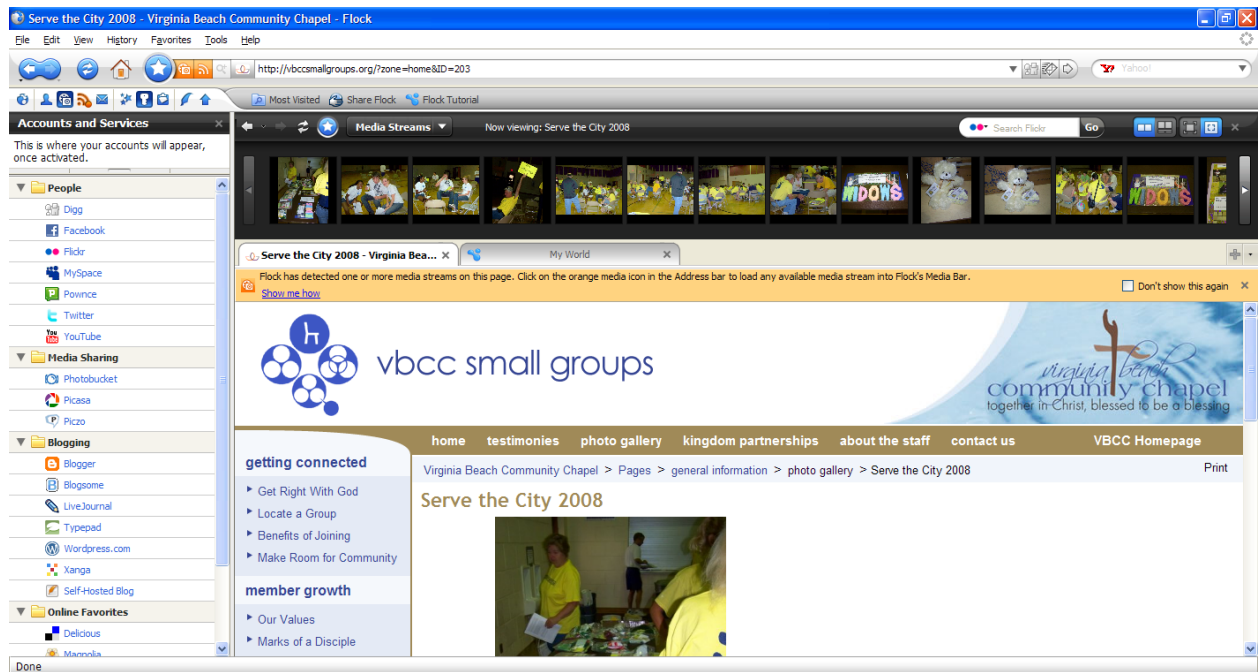 Serve the City 2008 - Virginia Beach Community Chapel - Flock
File Edit View History Favorites Tools Help
http://vbccsmallgroups.org/?zone=home&ID=203
Yahoo!
Most Visited Share Flock Flock Tutorial
Accounts and Services
This is where your accounts will appear,
once activated.
People
Digg
Facebook
Flickr
MySpace
Pownce
Twitter
YouTube
Media Sharing
Photobucket
Picasa
Piczo
Blogging
Blogger
Blogsome
LiveJournal
Typepad
Wordpress.com
Xanga
Self-Hosted Blog
Online Favorites
Delicious
Magnolia
Media Streams Now viewing: Serve the City 2008 Search Flickr Go
WIDOWS WIDOWS
Serve the City 2008 - Virginia Bea... My World
Flock has detected one or more media streams on this page. Click on the orange media icon in the Address bar to load any available media stream into Flock's Media Bar.
Show me how
Don't show this again
vbcc small groups
virginia beach
community chapel
together in Christ, blessed to be a blessing
home testimonies photo gallery kingdom partnerships about the staff contact us VBCC Homepage
getting connected
Get Right With God
Locate a Group
Benefits of Joining
Make Room for Community
member growth
Our Values
Marks of a Disciple
Virginia Beach Community Chapel > Pages > general information > photo gallery > Serve the City 2008 Print
Serve the City 2008
Done